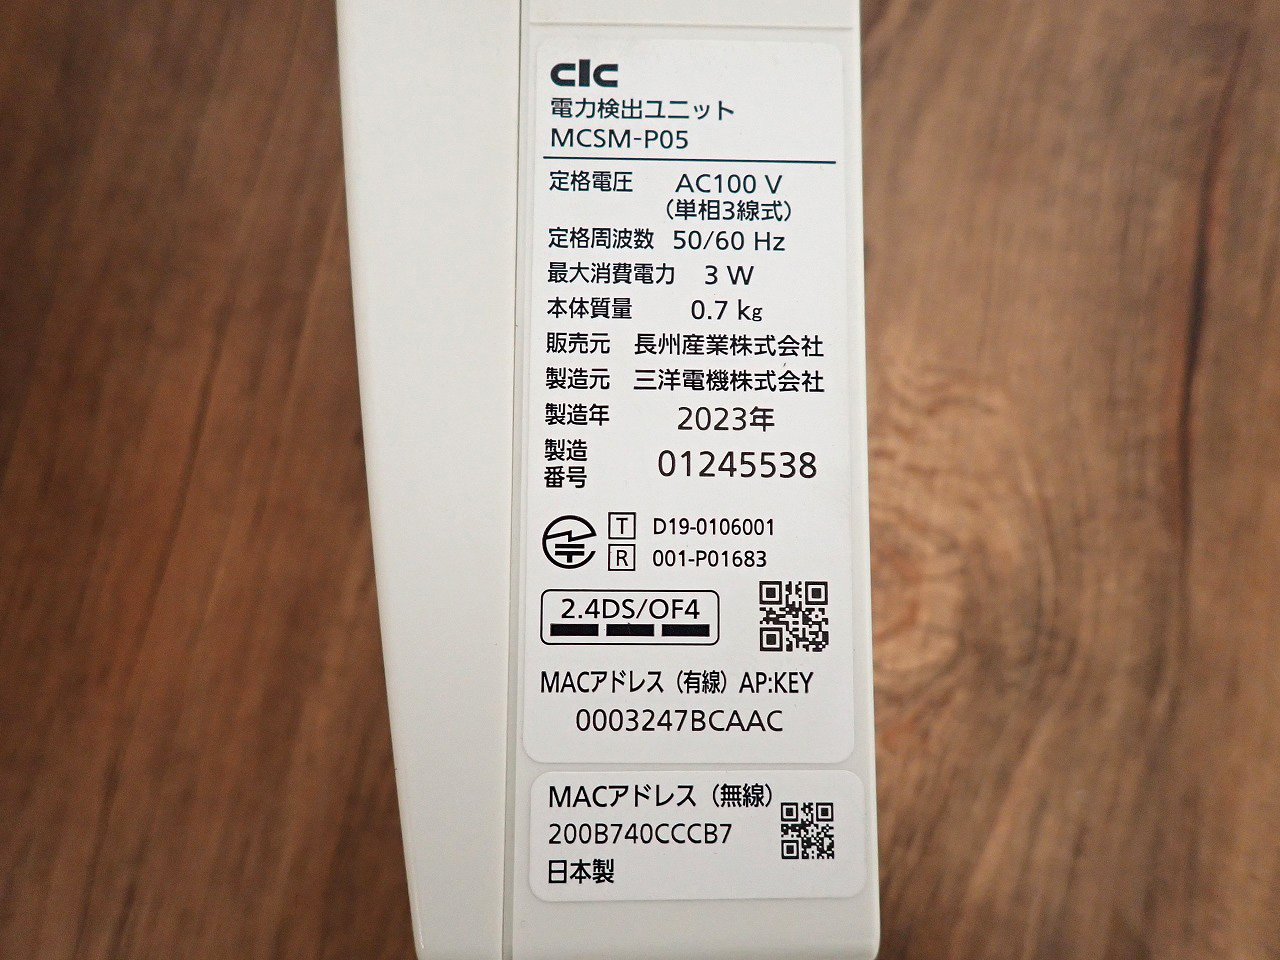 CIC
電力検出ユニット
MCSM-P05
定格電圧 AC100 V
(単相3線式)
定格周波数 50/60 Hz
最大消費電力 3 W
本体質量 0.7 kg
販売元 長州産業株式会社
製造元 三洋電機株式会社
製造年 2023年
製造番号 01245538
T D19-0106001
R 001-P01683
2.4DS/OF4
MACアドレス(有線) AP:KEY
0003247BCAAC
MACアドレス(無線)
200B740CCCB7
日本製